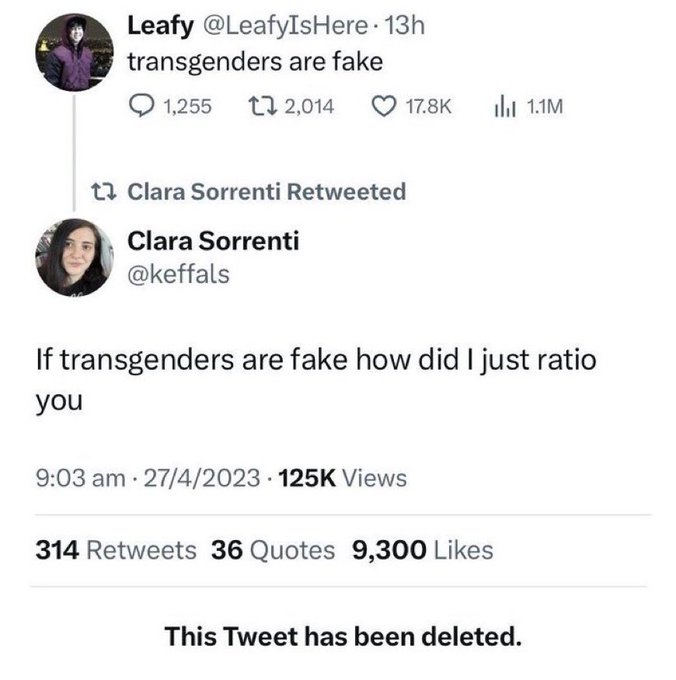 Leafy @LeafyIsHere · 13h
transgenders are fake
1,255 2,014 17.8K 1.1M
Clara Sorrenti Retweeted
Clara Sorrenti
@keffals
If transgenders are fake how did I just ratio
you
9:03 am · 27/4/2023 · 125K Views
314 Retweets 36 Quotes 9,300 Likes
This Tweet has been deleted.